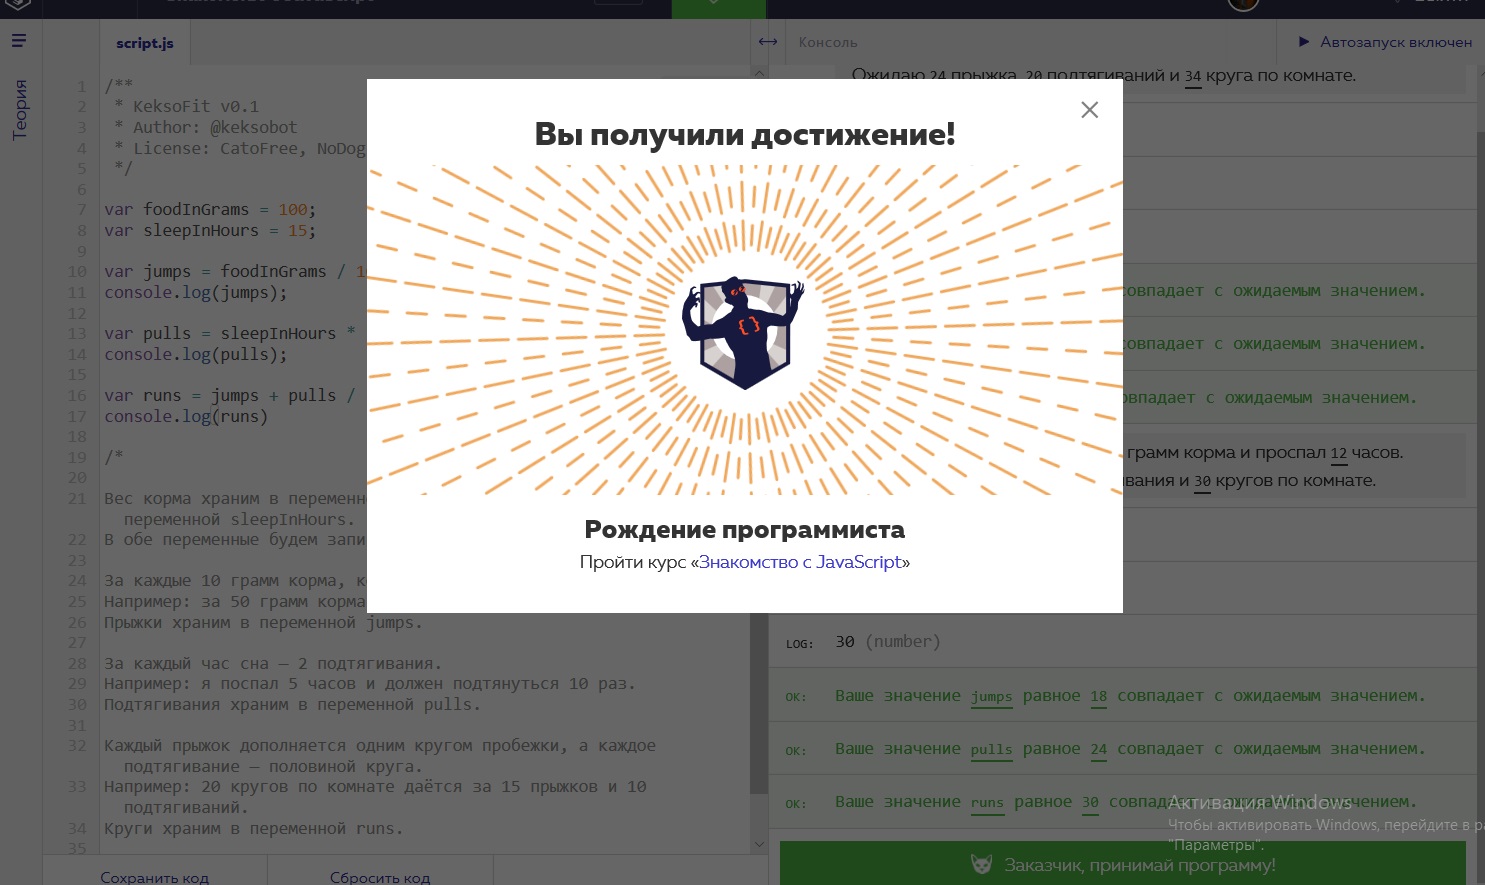 script.js
Консоль
Автозапуск включен
Теория
1 /**
2 * KeksoFit v0.1
3 * Author: @keksobot
4 * License: CatoFree, NoDog
5 */
6
7 var foodInGrams = 100;
8 var sleepInHours = 15;
9
10 var jumps = foodInGrams / 1
11 console.log(jumps);
12
13 var pulls = sleepInHours *
14 console.log(pulls);
15
16 var runs = jumps + pulls /
17 console.log(runs)
18
19 /*
20
21 Вес корма храним в переменн
переменной sleepInHours.
22 В обе переменные будем запи
23
24 За каждые 10 грамм корма, к
25 Например: за 50 грамм корма
26 Прыжки храним в переменной jumps.
27
28 За каждый час сна — 2 подтягивания.
29 Например: я поспал 5 часов и должен подтянуться 10 раз.
30 Подтягивания храним в переменной pulls.
31
32 Каждый прыжок дополняется одним кругом пробежки, а каждое
подтягивание — половиной круга.
33 Например: 20 кругов по комнате даётся за 15 прыжков и 10
подтягиваний.
34 Круги храним в переменной runs.
35
Сохранить код
Сбросить код
Вы получили достижение!
{ }
Рождение программиста
Пройти курс «Знакомство с JavaScript»
Ожидаю 24 прыжка, 20 подтягиваний и 34 круга по комнате.
совпадает с ожидаемым значением.
совпадает с ожидаемым значением.
овпадает с ожидаемым значением.
грамм корма и проспал 12 часов.
ивания и 30 кругов по комнате.
LOG: 30 (number)
OK: Ваше значение jumps равное 18 совпадает с ожидаемым значением.
OK: Ваше значение pulls равное 24 совпадает с ожидаемым значением.
OK: Ваше значение runs равное 30 совпадает с ожидаемым значением.
Активация Windows
Чтобы активировать Windows, перейдите в
"Параметры".
Заказчик, принимай программу!